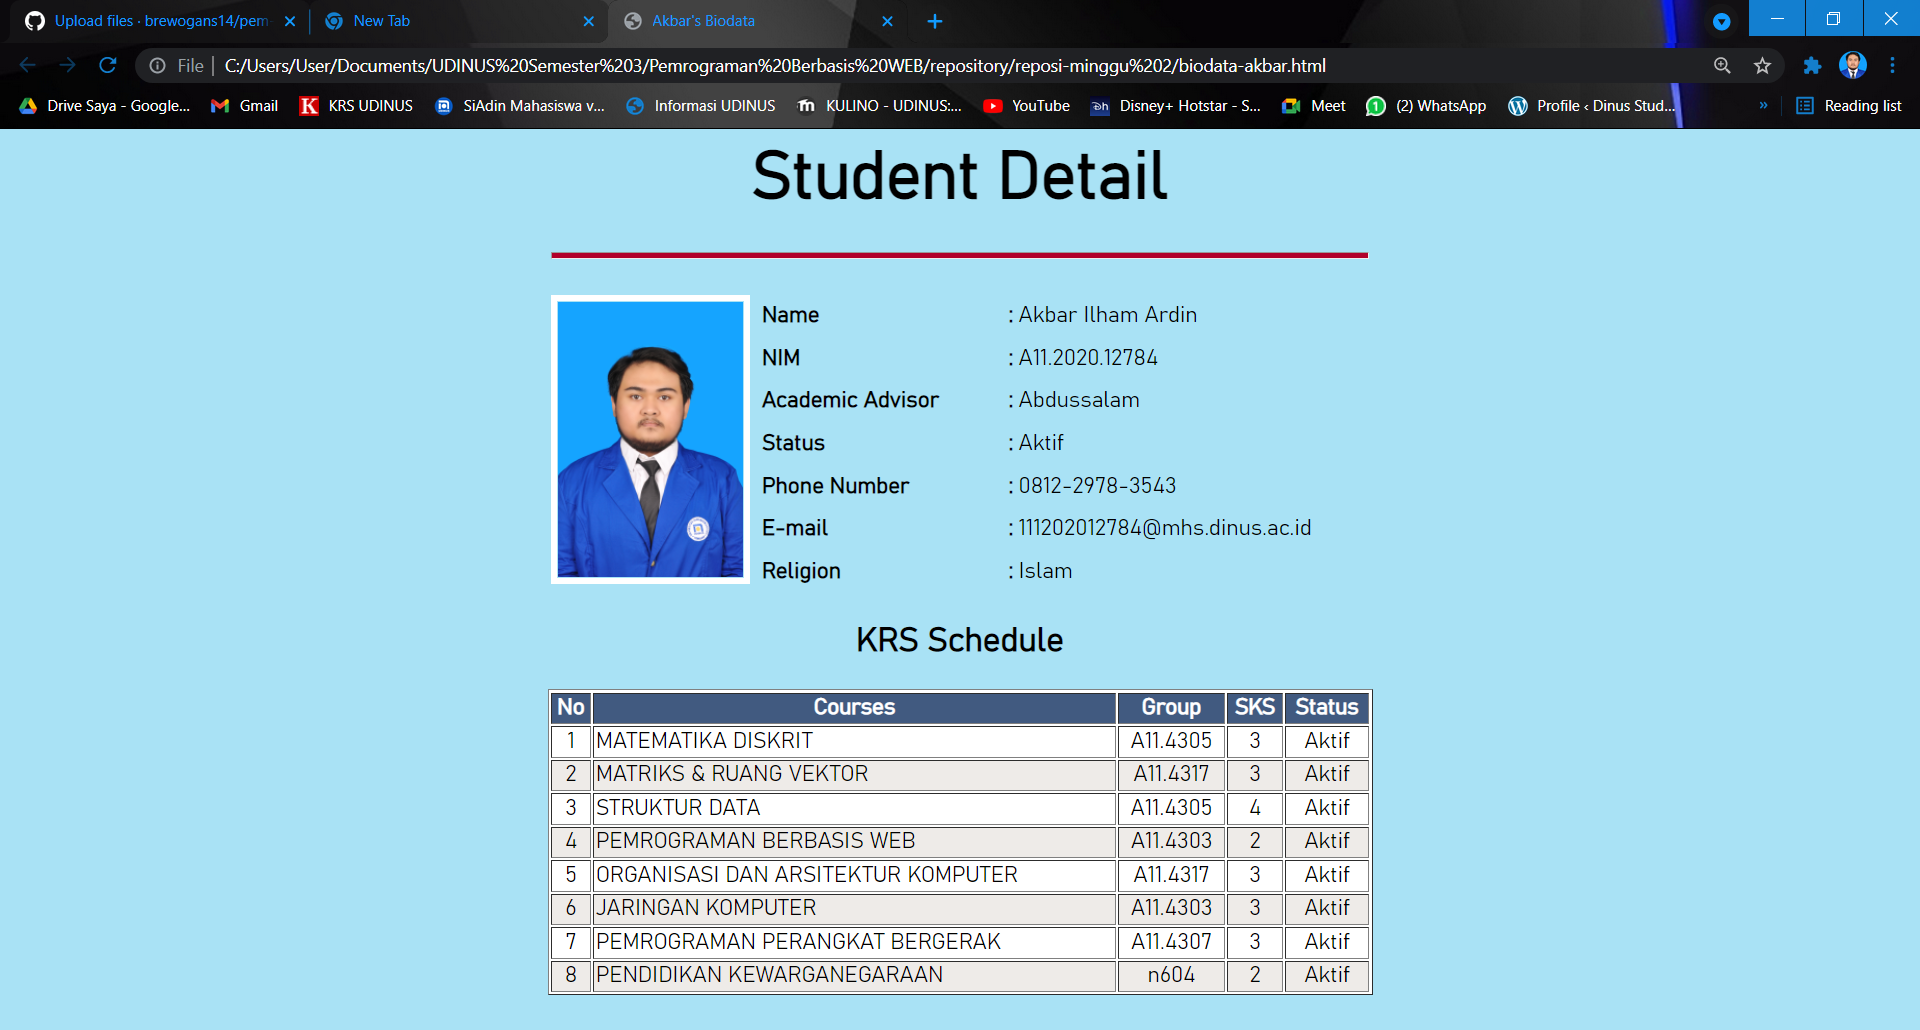 Upload files · brewogans14/pem
New Tab
Akbar's Biodata
File | C:/Users/User/Documents/UDINUS%20Semester%203/Pemrograman%20Berbasis%20WEB/repository/reposi-minggu%202/biodata-akbar.html
Drive Saya - Google... Gmail KRS UDINUS SiAdin Mahasiswa v... Informasi UDINUS KULINO - UDINUS:... YouTube Disney+ Hotstar - S... Meet (2) WhatsApp Profile ‹ Dinus Stud... » Reading list
Student Detail
Name : Akbar Ilham Ardin
NIM : A11.2020.12784
Academic Advisor : Abdussalam
Status : Aktif
Phone Number : 0812-2978-3543
E-mail : 111202012784@mhs.dinus.ac.id
Religion : Islam
KRS Schedule
No Courses Group SKS Status
1 MATEMATIKA DISKRIT A11.4305 3 Aktif
2 MATRIKS & RUANG VEKTOR A11.4317 3 Aktif
3 STRUKTUR DATA A11.4305 4 Aktif
4 PEMROGRAMAN BERBASIS WEB A11.4303 2 Aktif
5 ORGANISASI DAN ARSITEKTUR KOMPUTER A11.4317 3 Aktif
6 JARINGAN KOMPUTER A11.4303 3 Aktif
7 PEMROGRAMAN PERANGKAT BERGERAK A11.4307 3 Aktif
8 PENDIDIKAN KEWARGANEGARAAN n604 2 Aktif